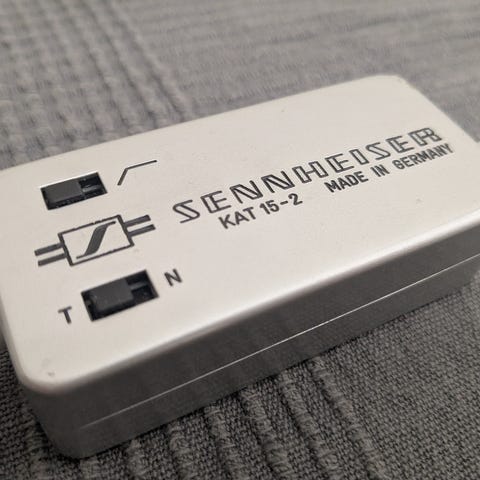 SENNHEISER
KAT 15-2 MADE IN GERMANY
T N